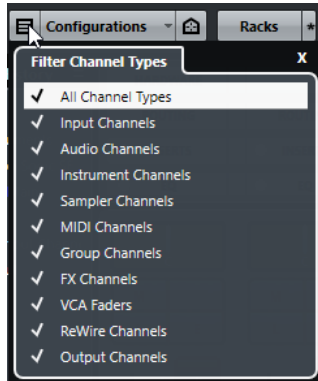 Configurations Racks *
Filter Channel Types X
✓ All Channel Types
✓ Input Channels
✓ Audio Channels
✓ Instrument Channels
✓ Sampler Channels
✓ MIDI Channels
✓ Group Channels
✓ FX Channels
✓ VCA Faders
✓ ReWire Channels
✓ Output Channels